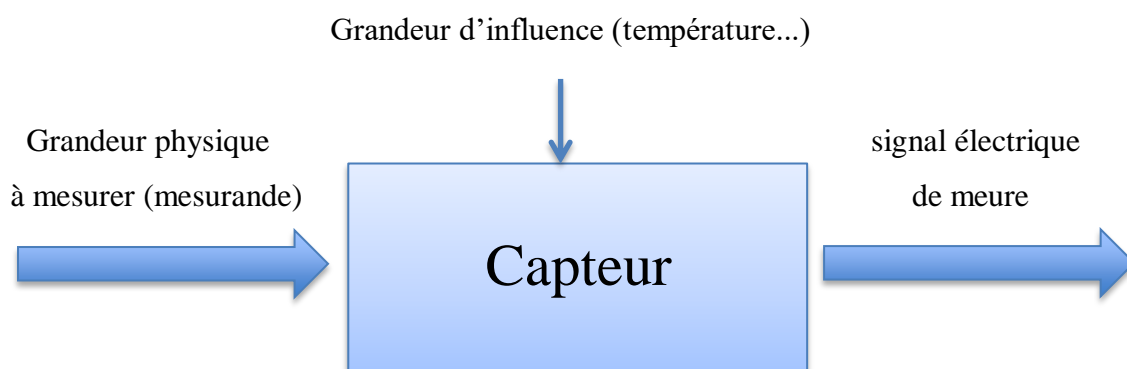 Grandeur d’influence (température...)
Grandeur physique
à mesurer (mesurande)
Capteur
signal électrique
de meure